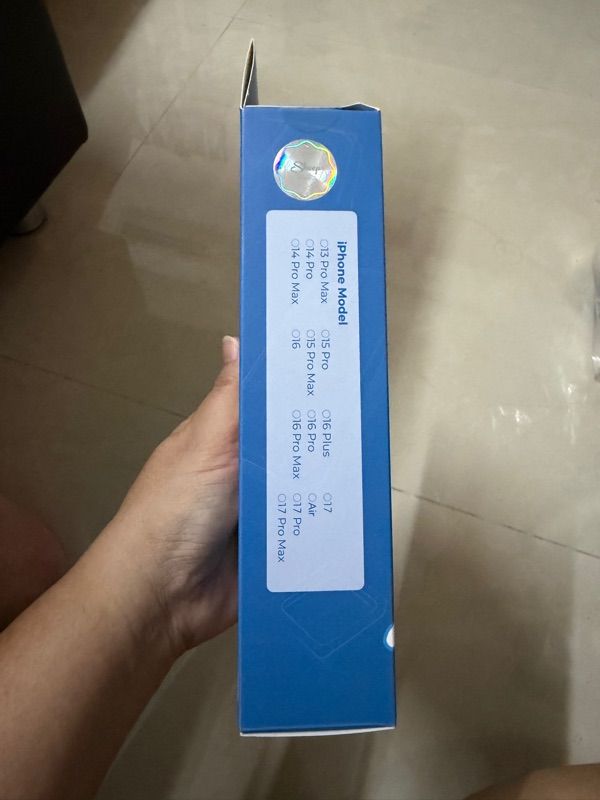 iPhone Model
○13 Pro Max ○15 Pro ○16 Plus ○17
○14 Pro ○15 Pro Max ○16 Pro ○Air
○14 Pro Max ○16 ○16 Pro Max ○17 Pro
○17 Pro Max